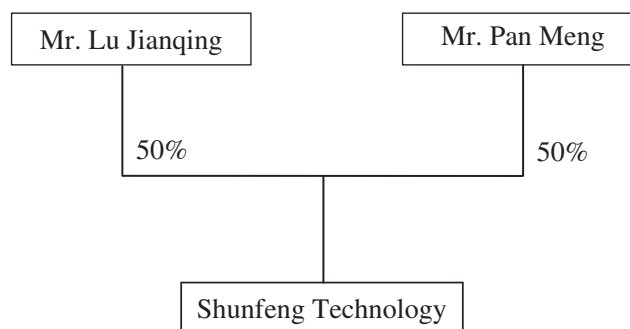 Mr. Lu Jianqing
Mr. Pan Meng
50%
50%
Shunfeng Technology